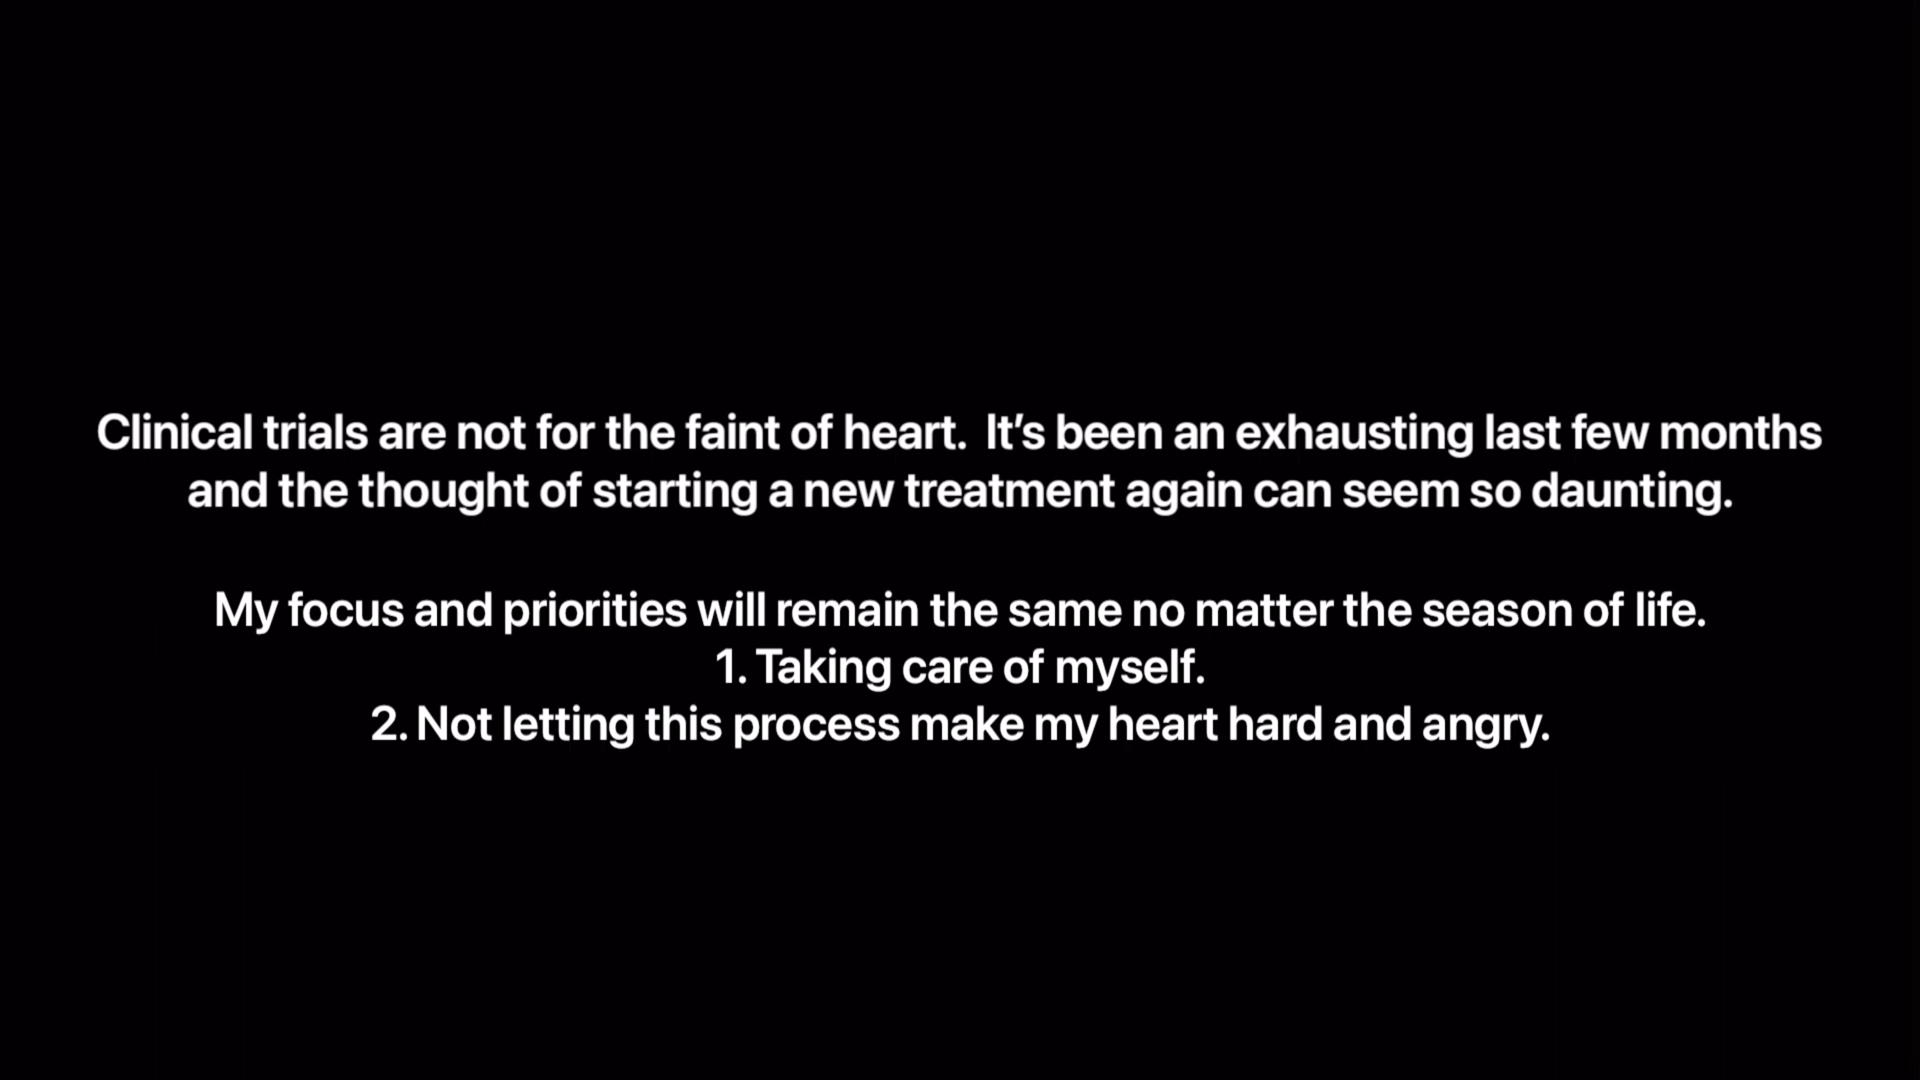 Clinical trials are not for the faint of heart.  It’s been an exhausting last few months
and the thought of starting a new treatment again can seem so daunting.
My focus and priorities will remain the same no matter the season of life.
1. Taking care of myself.
2. Not letting this process make my heart hard and angry.